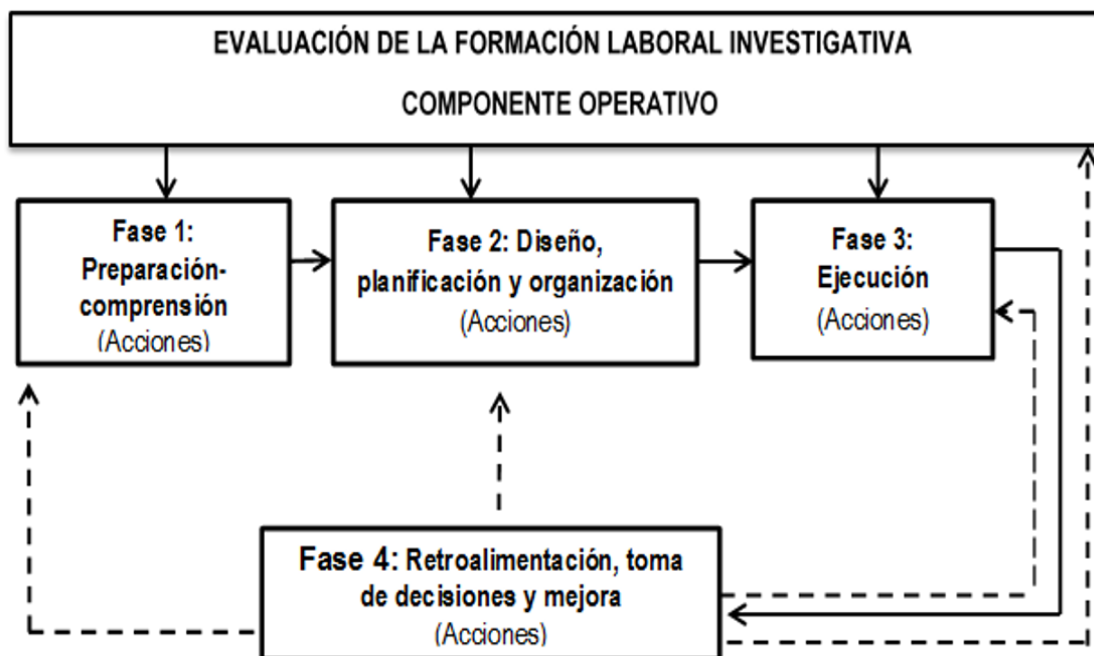 EVALUACIÓN DE LA FORMACIÓN LABORAL INVESTIGATIVA
COMPONENTE OPERATIVO
Fase 1:
Preparación-
comprensión
(Acciones)
Fase 2: Diseño,
planificación y organización
(Acciones)
Fase 3:
Ejecución
(Acciones)
Fase 4: Retroalimentación, toma
de decisiones y mejora
(Acciones)